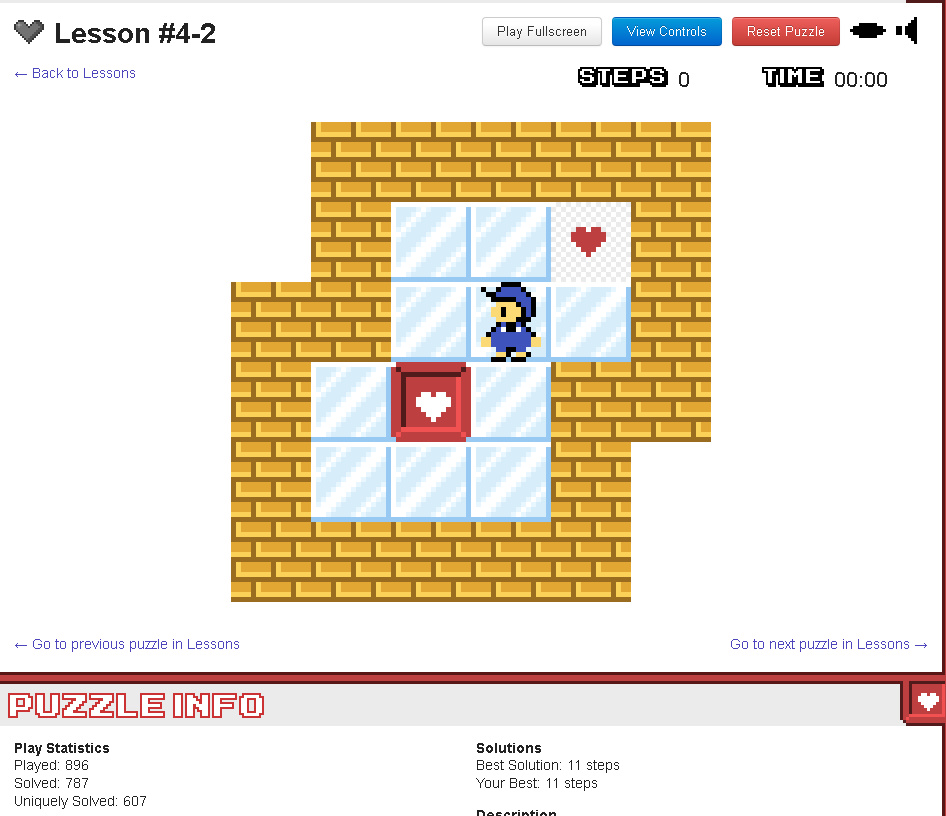 Lesson #4-2
Play Fullscreen
View Controls
Reset Puzzle
← Back to Lessons
STEPS 0
TIME 00:00
← Go to previous puzzle in Lessons
Go to next puzzle in Lessons →
PUZZLE INFO
Play Statistics
Played: 896
Solved: 787
Uniquely Solved: 607
Solutions
Best Solution: 11 steps
Your Best: 11 steps
Description